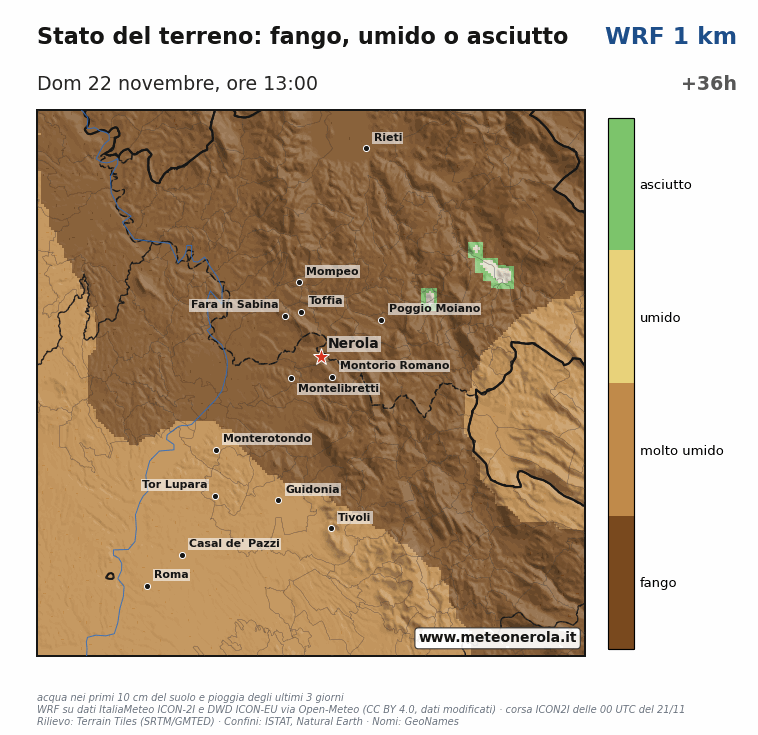 Stato del terreno: fango, umido o asciutto
WRF 1 km
Dom 22 novembre, ore 13:00
+36h
Rieti
Mompeo
Toffia
Fara in Sabina
Poggio Moiano
Nerola
Montorio Romano
Montelibretti
Monterotondo
Tor Lupara
Guidonia
Tivoli
Casal de' Pazzi
Roma
www.meteonerola.it
asciutto
umido
molto umido
fango
acqua nei primi 10 cm del suolo e pioggia degli ultimi 3 giorni
WRF su dati ItaliaMeteo ICON-2I e DWD ICON-EU via Open-Meteo (CC BY 4.0, dati modificati) · corsa ICON2I delle 00 UTC del 21/11
Rilievo: Terrain Tiles (SRTM/GMTED) · Confini: ISTAT, Natural Earth · Nomi: GeoNames